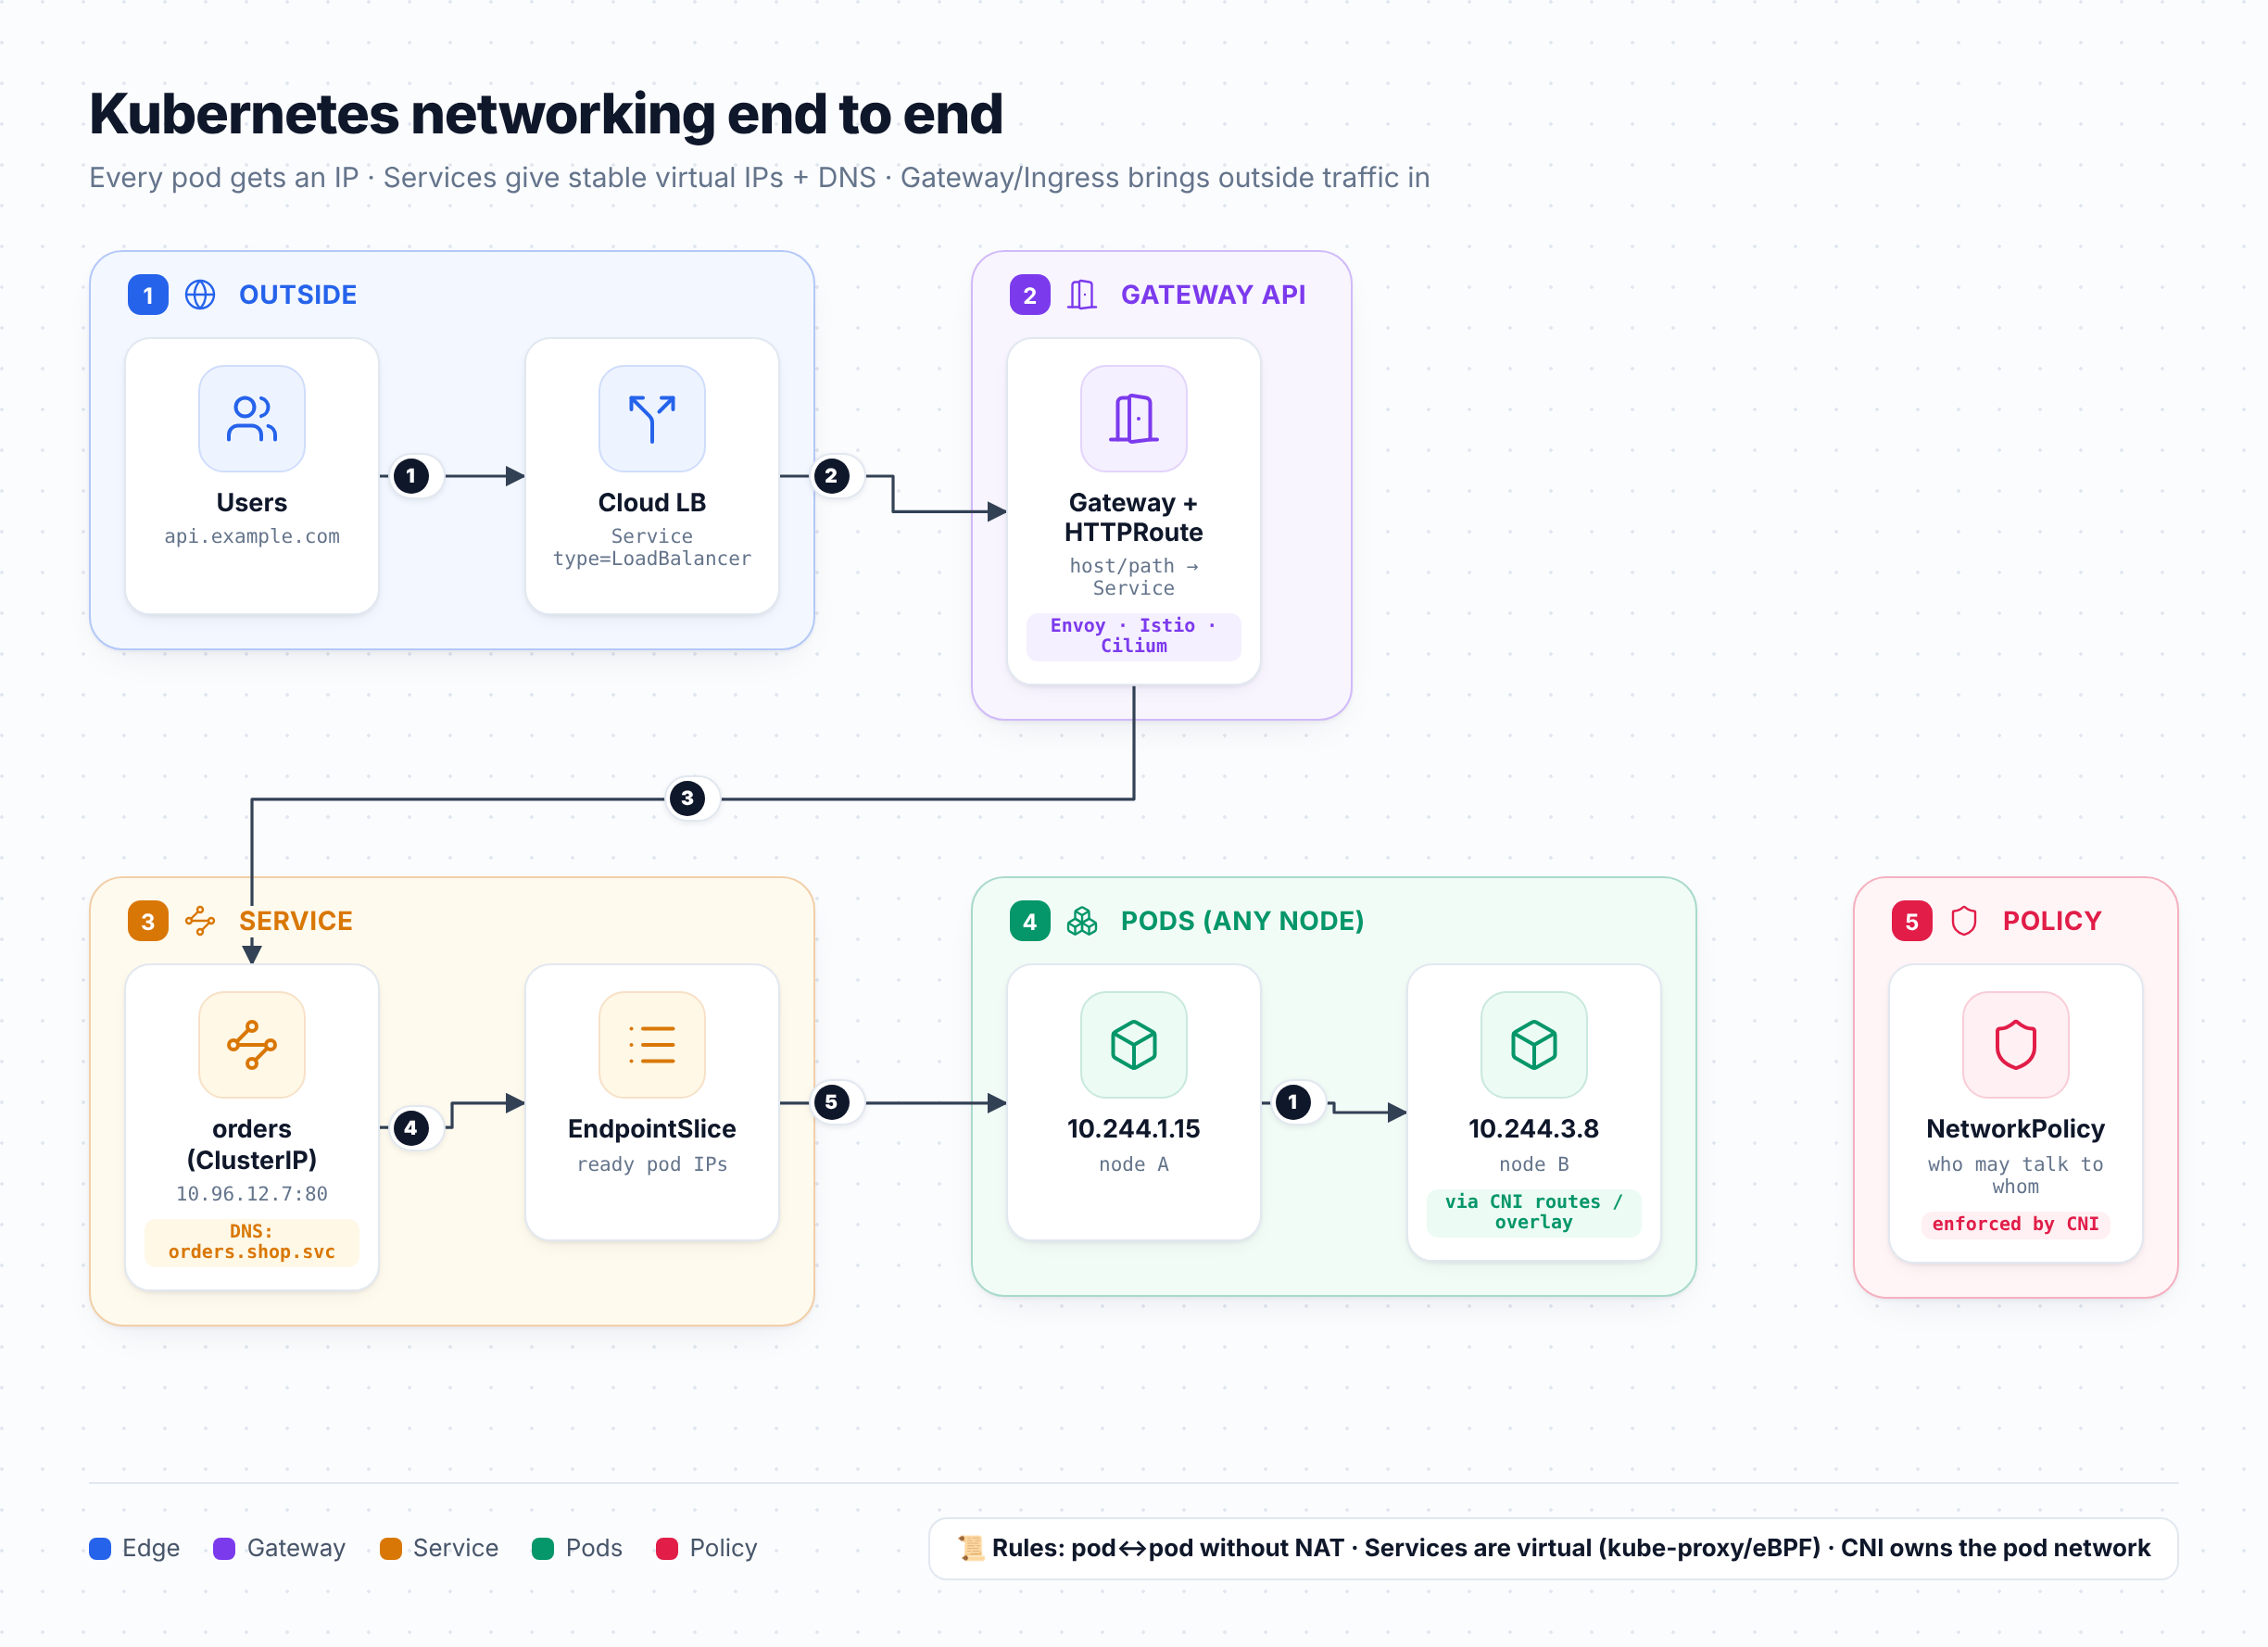 Kubernetes networking end to end
Every pod gets an IP · Services give stable virtual IPs + DNS · Gateway/Ingress brings outside traffic in
1 OUTSIDE
Users
api.example.com
1
Cloud LB
Service
type=LoadBalancer
2
2 GATEWAY API
Gateway +
HTTPRoute
host/path →
Service
Envoy · Istio ·
Cilium
3
3 SERVICE
orders
(ClusterIP)
10.96.12.7:80
DNS:
orders.shop.svc
4
EndpointSlice
ready pod IPs
5
4 PODS (ANY NODE)
10.244.1.15
node A
1
10.244.3.8
node B
via CNI routes /
overlay
5 POLICY
NetworkPolicy
who may talk to
whom
enforced by CNI
Edge
Gateway
Service
Pods
Policy
📜 Rules: pod↔pod without NAT · Services are virtual (kube-proxy/eBPF) · CNI owns the pod network